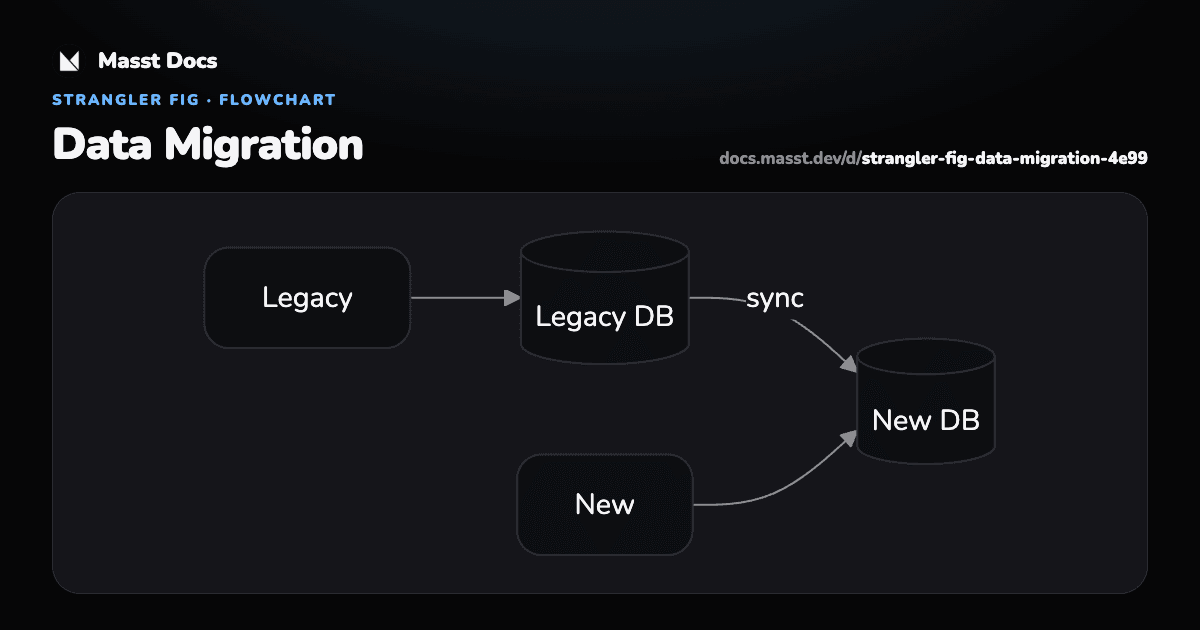 Masst Docs
STRANGLER FIG · FLOWCHART
Data Migration
docs.masst.dev/d/strangler-fig-data-migration-4e99
Legacy
Legacy DB
sync
New DB
New